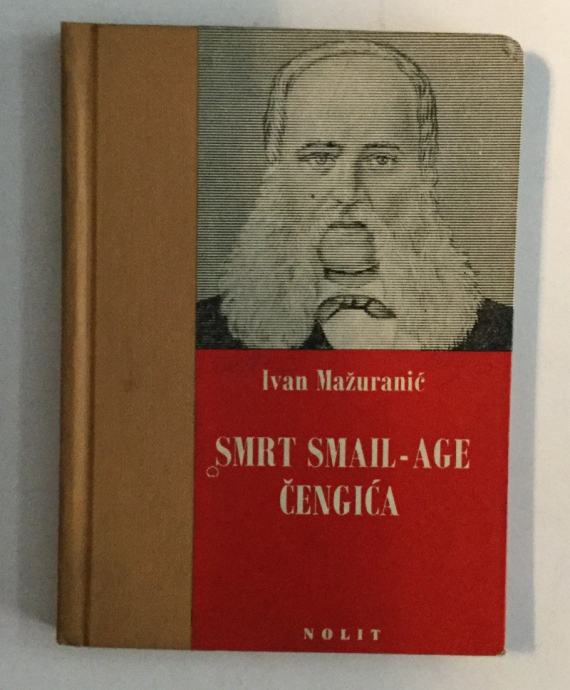 Ivan Mažuranić
SMRT SMAIL-AGE
ČENGIĆA
NOLIT